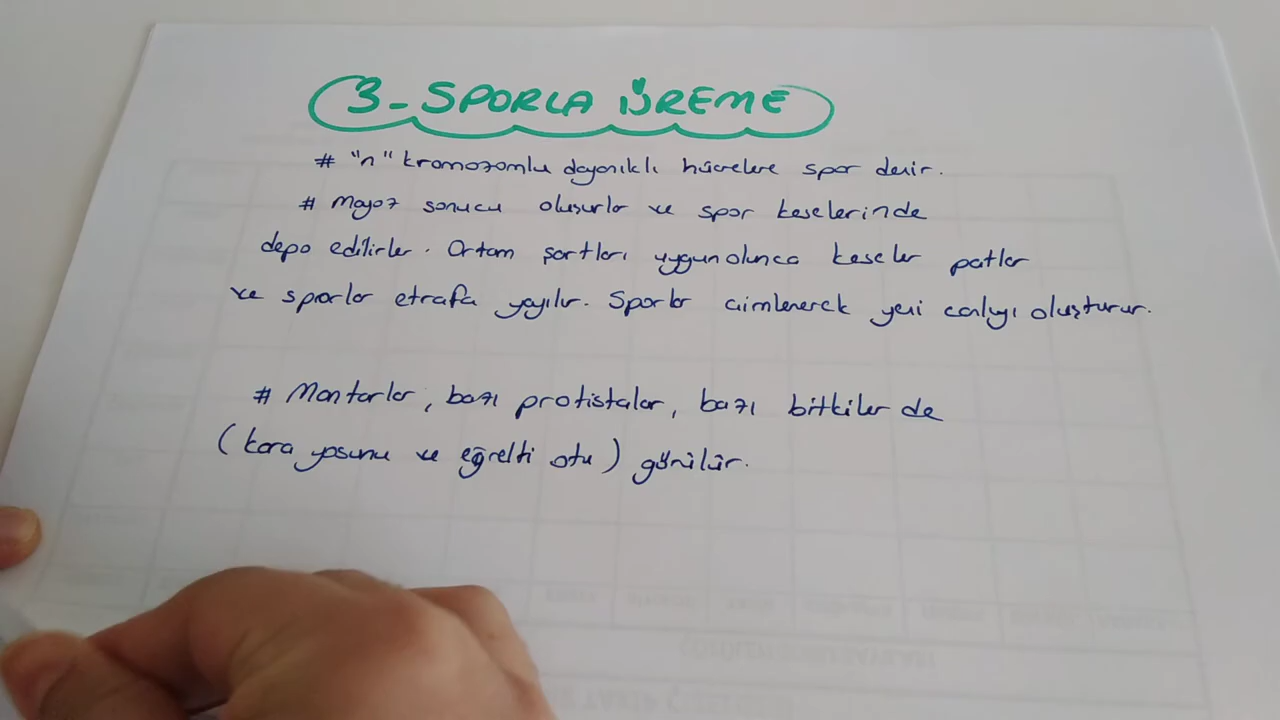 3- SPORLA ÜREME
# "n" kromozomlu dayanıklı hücrelere spor denir.
# Mayoz sonucu oluşurlar ve spor keselerinde
depo edilirler. Ortam şartları uygun olunca keseler patlar
ve sporlar etrafa yayılır. Sporlar çimlenerek yeni canlıyı oluşturur.
# Mantarlar, bazı protistalar, bazı bitkiler de
(kara yosunu ve eğrelti otu) görülür.